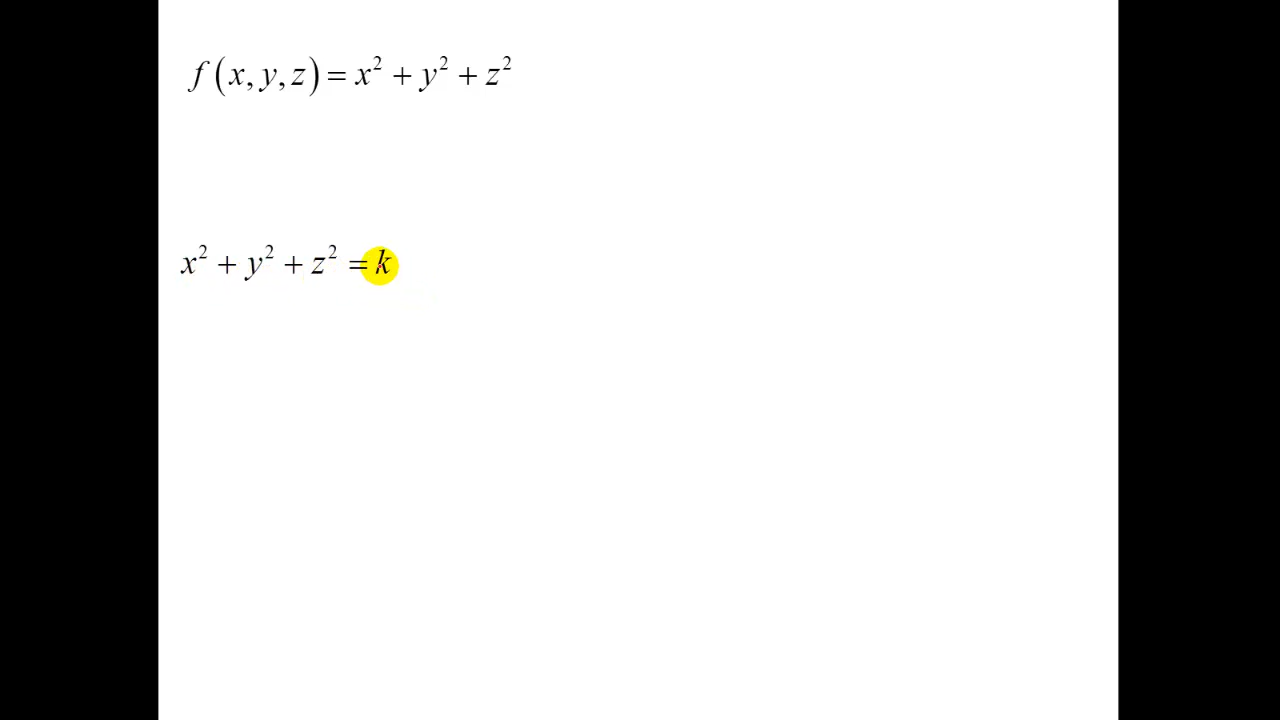 f(x, y, z) = x² + y² + z²
x² + y² + z² = k